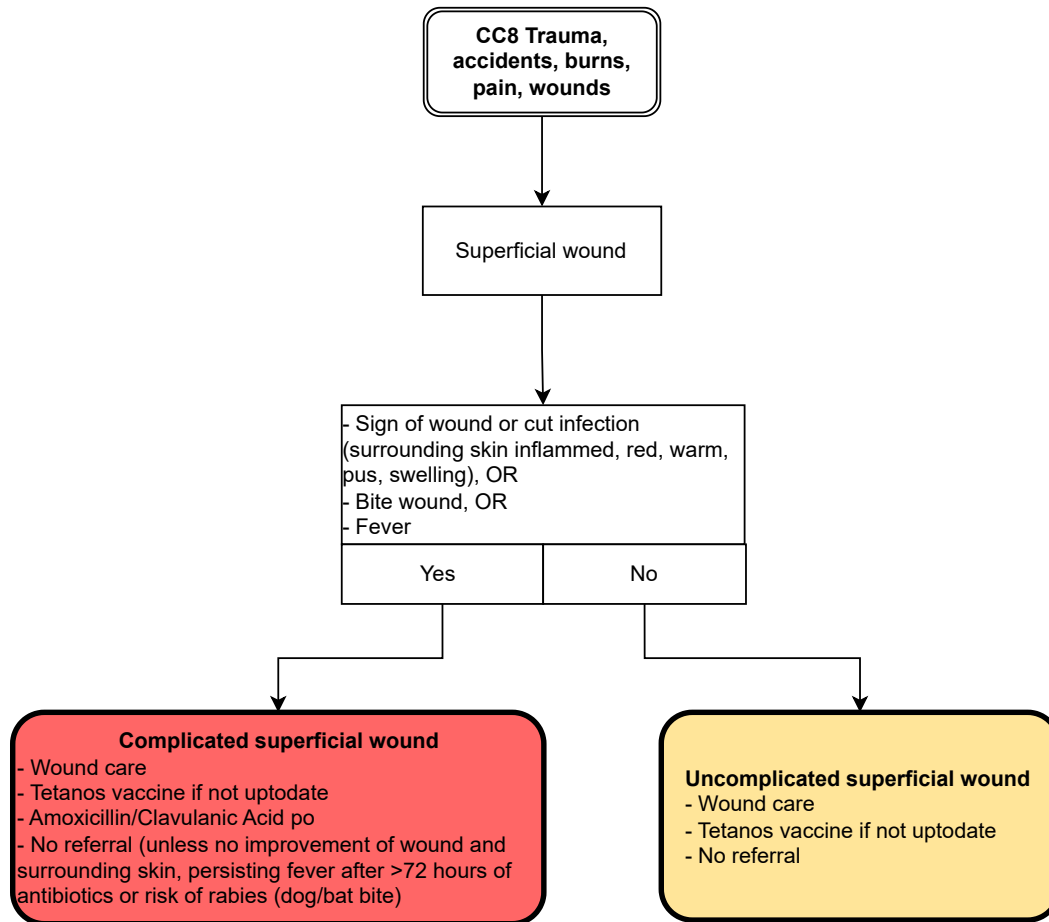 CC8 Trauma,
accidents, burns,
pain, wounds
Superficial wound
- Sign of wound or cut infection
(surrounding skin inflammed, red, warm,
pus, swelling), OR
- Bite wound, OR
- Fever
Yes
No
Complicated superficial wound
- Wound care
- Tetanos vaccine if not uptodate
- Amoxicillin/Clavulanic Acid po
- No referral (unless no improvement of wound and
surrounding skin, persisting fever after >72 hours of
antibiotics or risk of rabies (dog/bat bite)
Uncomplicated superficial wound
- Wound care
- Tetanos vaccine if not uptodate
- No referral